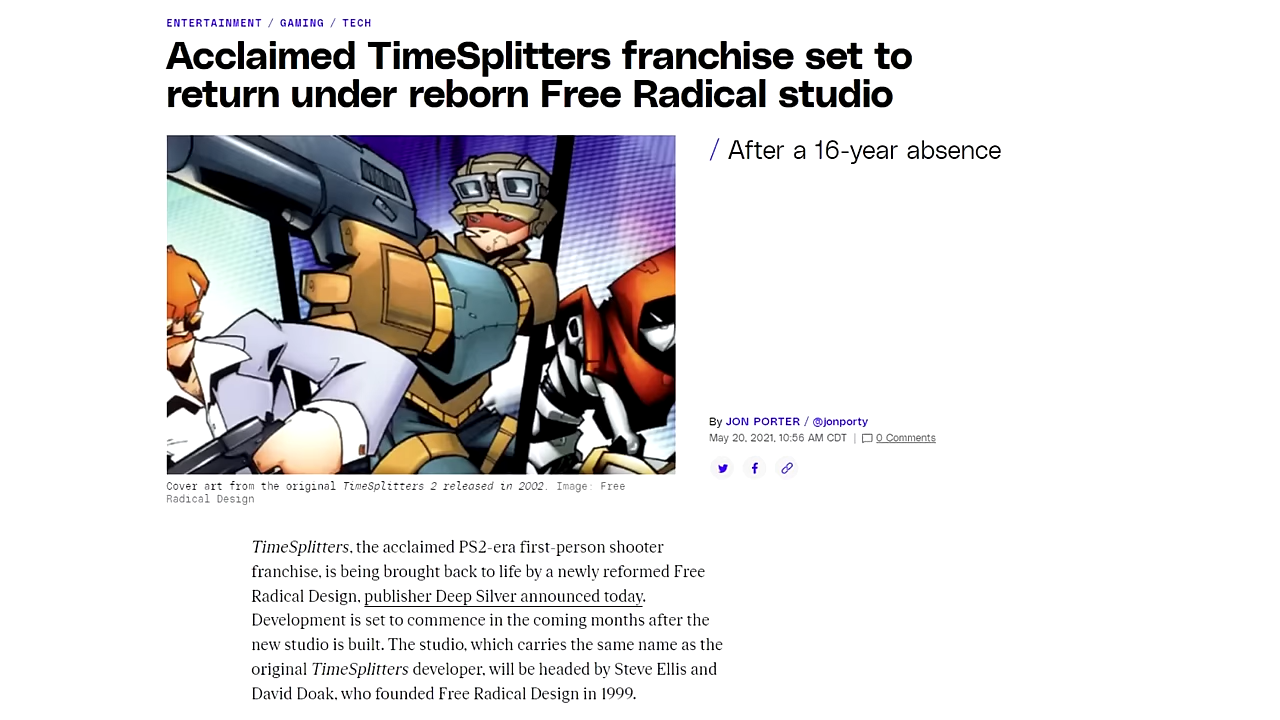 ENTERTAINMENT / GAMING / TECH
Acclaimed TimeSplitters franchise set to
return under reborn Free Radical studio
/ After a 16-year absence
By JON PORTER / @jonporty
May 20, 2021, 10:56 AM CDT | 0 Comments
Cover art from the original TimeSplitters 2 released in 2002. Image: Free
Radical Design
TimeSplitters, the acclaimed PS2-era first-person shooter
franchise, is being brought back to life by a newly reformed Free
Radical Design, publisher Deep Silver announced today.
Development is set to commence in the coming months after the
new studio is built. The studio, which carries the same name as the
original TimeSplitters developer, will be headed by Steve Ellis and
David Doak, who founded Free Radical Design in 1999.